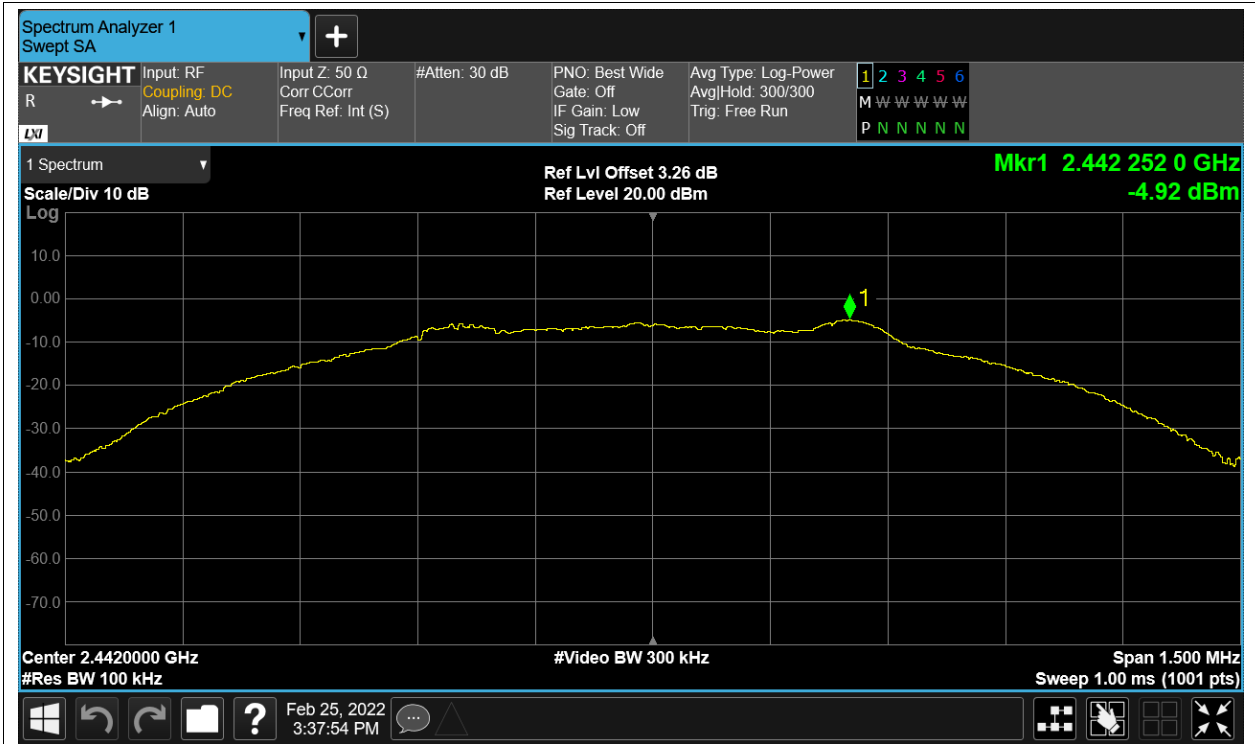 Spectrum Analyzer 1
Swept SA
KEYSIGHT
R
LXI
Input: RF
Coupling: DC
Align: Auto
Input Z: 50 Ω
Corr CCorr
Freq Ref: Int (S)
#Atten: 30 dB
PNO: Best Wide
Gate: Off
IF Gain: Low
Sig Track: Off
Avg Type: Log-Power
Avg|Hold: 300/300
Trig: Free Run
1 2 3 4 5 6
M W W W W W
P N N N N N
1 Spectrum
Scale/Div 10 dB
Log
Ref Lvl Offset 3.26 dB
Ref Level 20.00 dBm
Mkr1 2.442 252 0 GHz
-4.92 dBm
10.0
0.00
-10.0
-20.0
-30.0
-40.0
-50.0
-60.0
-70.0
1
Center 2.4420000 GHz
#Res BW 100 kHz
#Video BW 300 kHz
Span 1.500 MHz
Sweep 1.00 ms (1001 pts)
?
Feb 25, 2022
3:37:54 PM